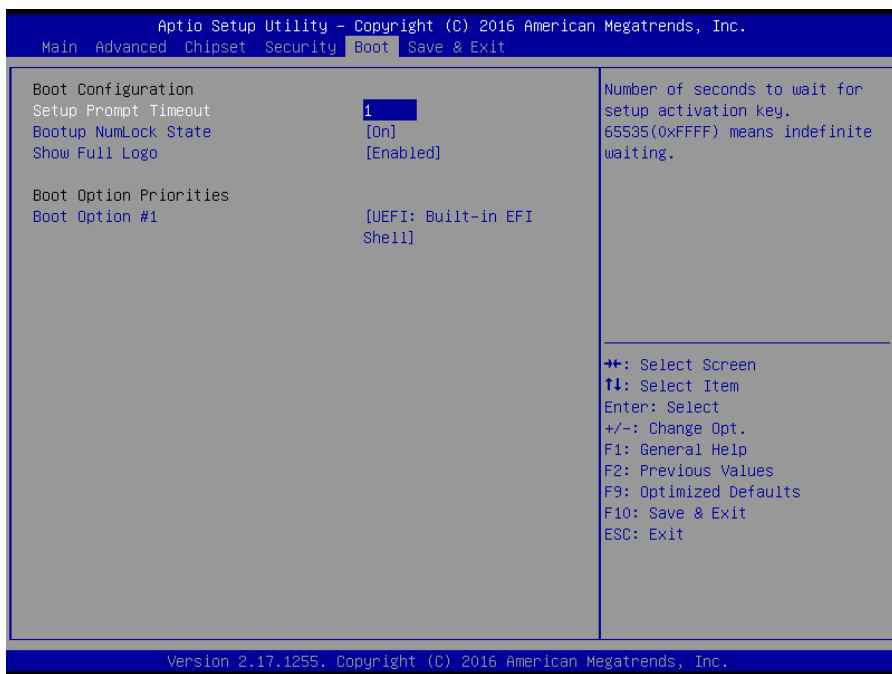 Aptio Setup Utility – Copyright (C) 2016 American Megatrends, Inc.
Main Advanced Chipset Security Boot Save & Exit
Boot Configuration
Setup Prompt Timeout 1
Bootup NumLock State [On]
Show Full Logo [Enabled]
Boot Option Priorities
Boot Option #1 [UEFI: Built-in EFI
Shell]
Number of seconds to wait for
setup activation key.
65535(0xFFFF) means indefinite
waiting.
→←: Select Screen
↑↓: Select Item
Enter: Select
+/-: Change Opt.
F1: General Help
F2: Previous Values
F9: Optimized Defaults
F10: Save & Exit
ESC: Exit
Version 2.17.1255. Copyright (C) 2016 American Megatrends, Inc.